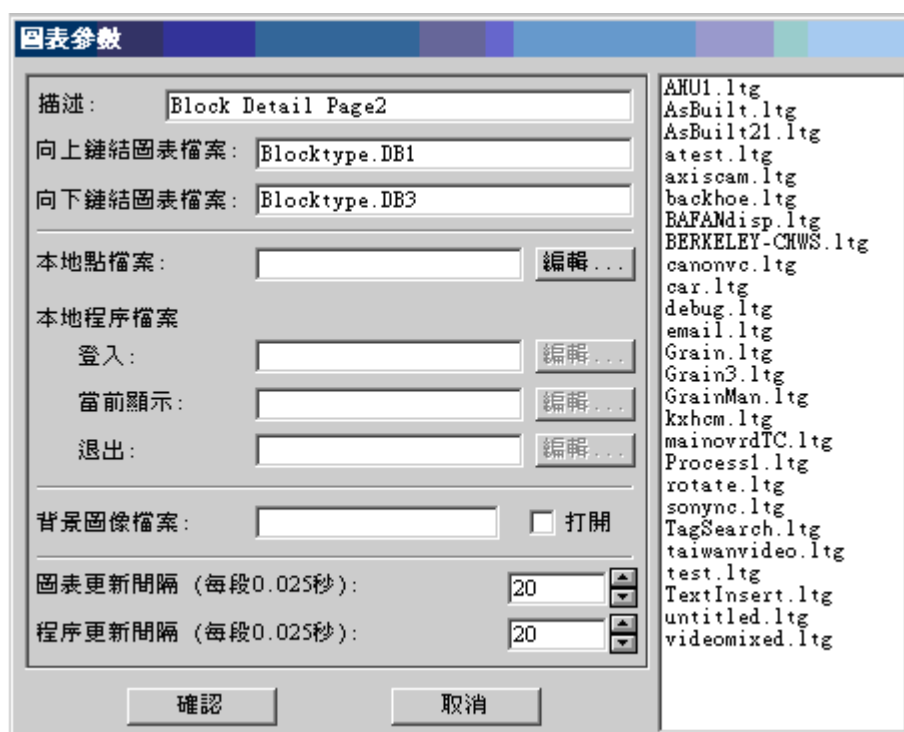 圖表參數
描述: Block Detail Page2
向上鏈結圖表檔案: Blocktype.DB1
向下鏈結圖表檔案: Blocktype.DB3
本地點檔案: 編輯...
本地程序檔案
登入: 編輯...
當前顯示: 編輯...
退出: 編輯...
背景圖像檔案: 打開
圖表更新間隔 (每段0.025秒): 20
程序更新間隔 (每段0.025秒): 20
確認 取消
AHU1.ltg
AsBuilt.ltg
AsBuilt21.ltg
atest.ltg
axiscam.ltg
backhoe.ltg
BAFANdisp.ltg
BERKELEY-CHWS.ltg
canonvc.ltg
car.ltg
debug.ltg
email.ltg
Grain.ltg
Grain3.ltg
GrainMan.ltg
kxhcm.ltg
mainovrdTC.ltg
Process1.ltg
rotate.ltg
sonync.ltg
TagSearch.ltg
taiwanvideo.ltg
test.ltg
TextInsert.ltg
untitled.ltg
videomixed.ltg